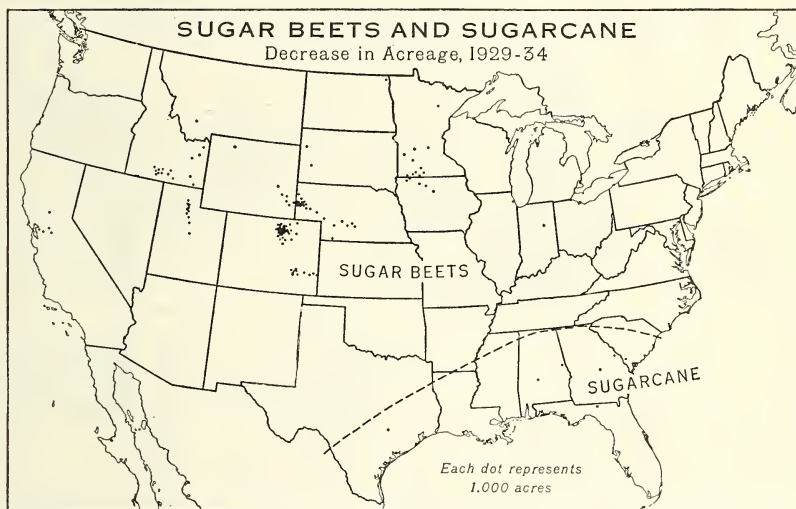 SUGAR BEETS AND SUGARCANE
Decrease in Acreage, 1929-34
SUGAR BEETS
SUGARCANE
Each dot represents
1,000 acres